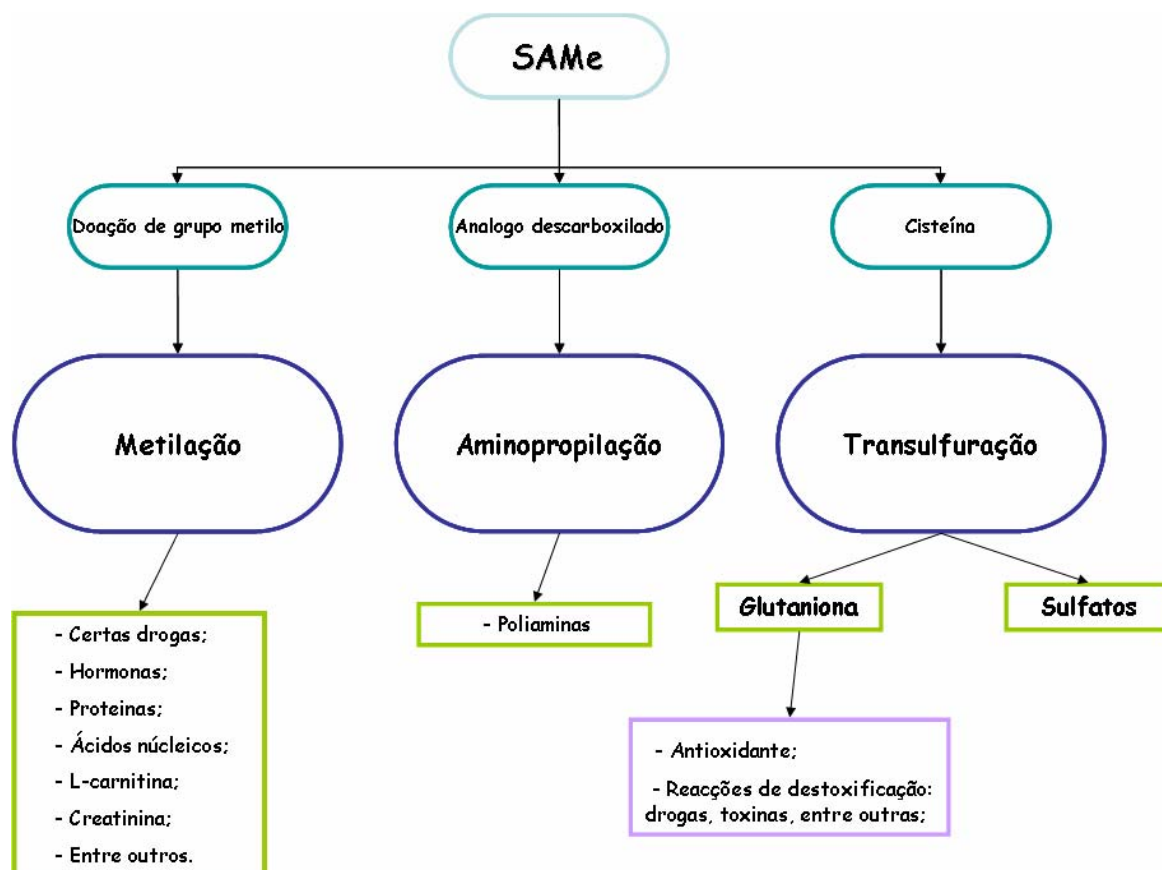 SAMe
Doação de grupo metilo
Analogo descarboxilado
Cisteína
Metilação
Aminopropilação
Transulfuração
- Certas drogas;
- Hormonas;
- Proteinas;
- Ácidos núcleicos;
- L-carnitina;
- Creatinina;
- Entre outros.
- Poliaminas
Glutaniona
Sulfatos
- Antioxidante;
- Reacções de destoxificação:
drogas, toxinas, entre outras;